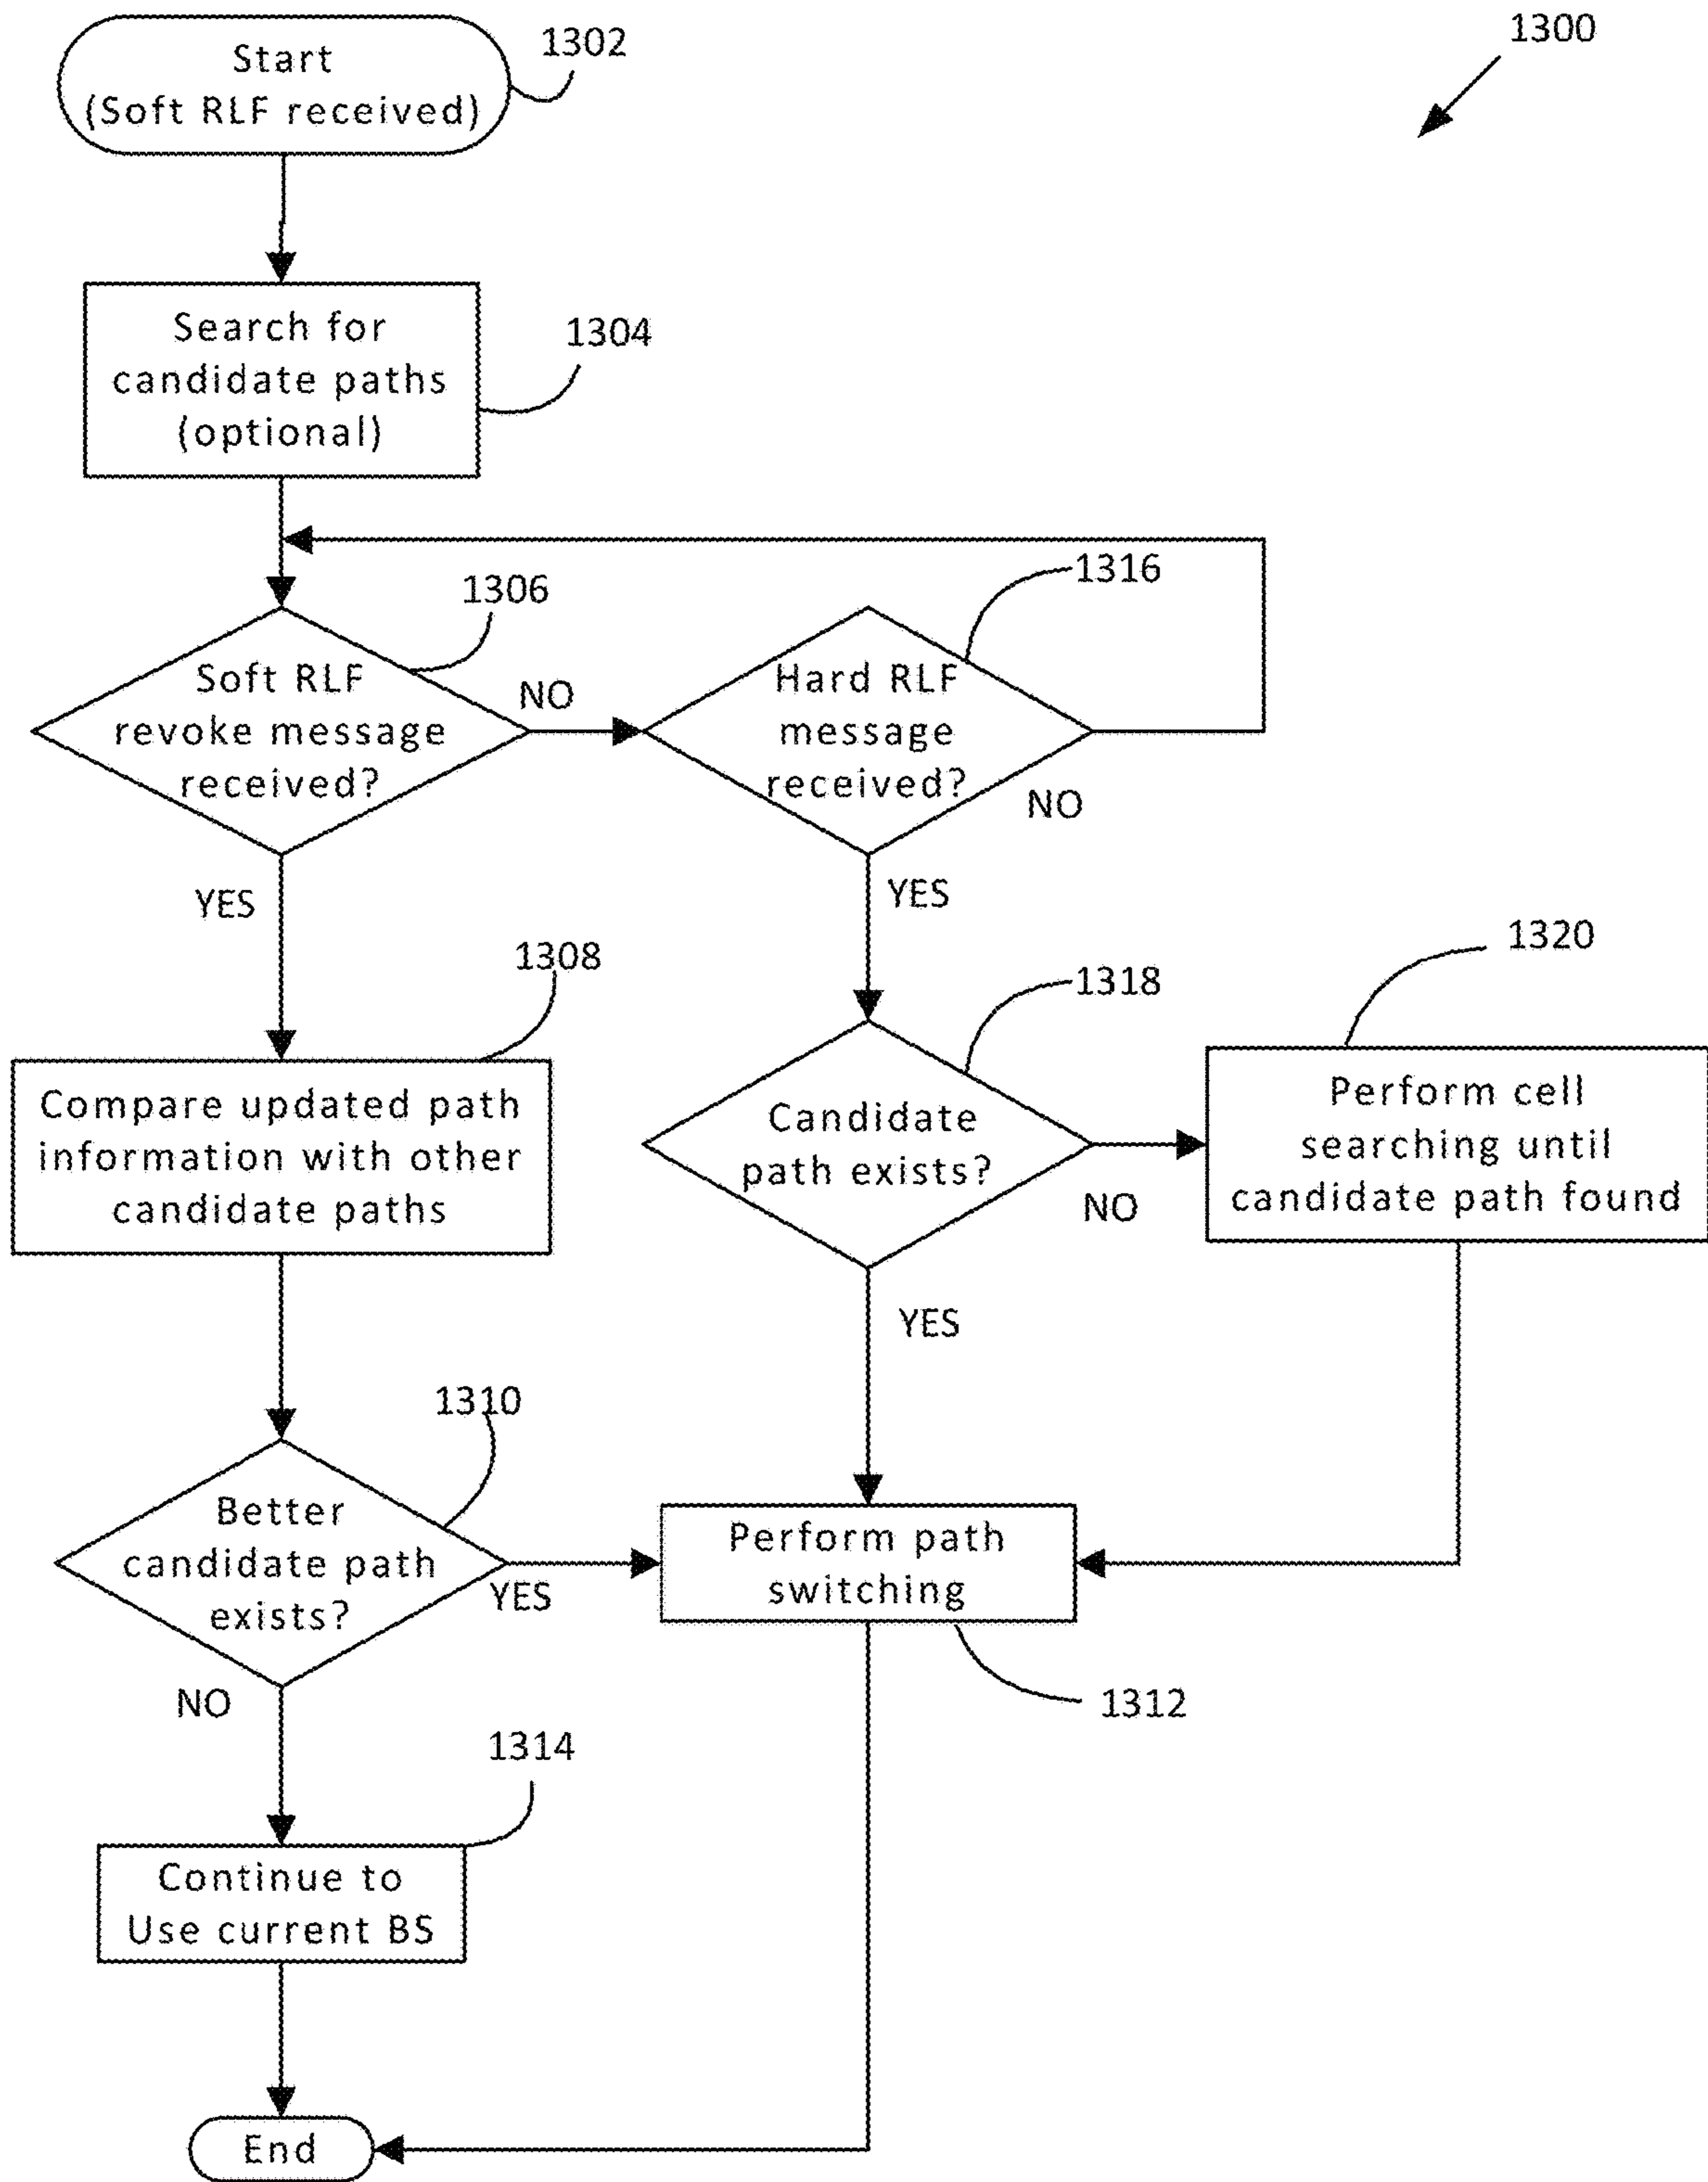 1300
Start
(Soft RLF received)
1302
Search for
candidate paths
(optional)
1304
Soft RLF
revoke message
received?
1306
NO
YES
Hard RLF
message
received?
1316
NO
YES
Compare updated path
information with other
candidate paths
1308
Candidate
path exists?
1318
NO
YES
Perform cell
searching until
candidate path found
1320
Better
candidate path
exists?
1310
YES
NO
Perform path
switching
1312
Continue to
Use current BS
1314
End